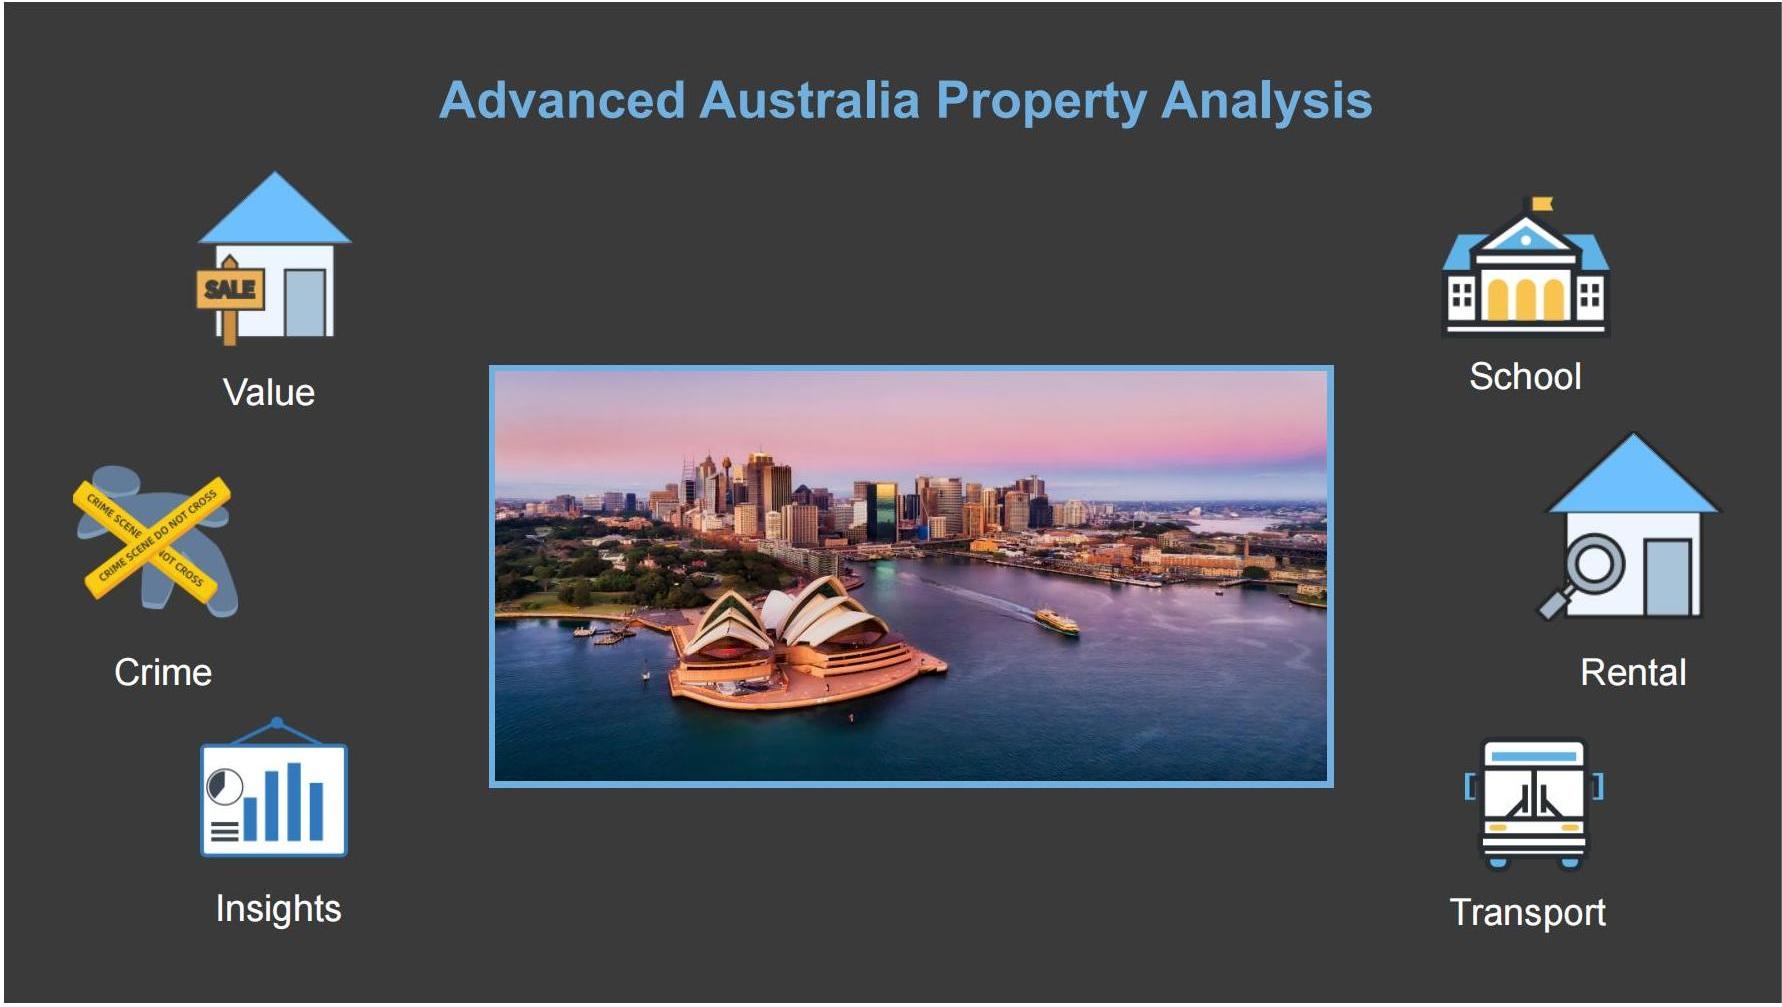 Advanced Australia Property Analysis
SALE
Value
School
CRIME SCENE NOT CROSS
CRIME SCENE DO NOT CROSS
Crime
Rental
Insights
Transport